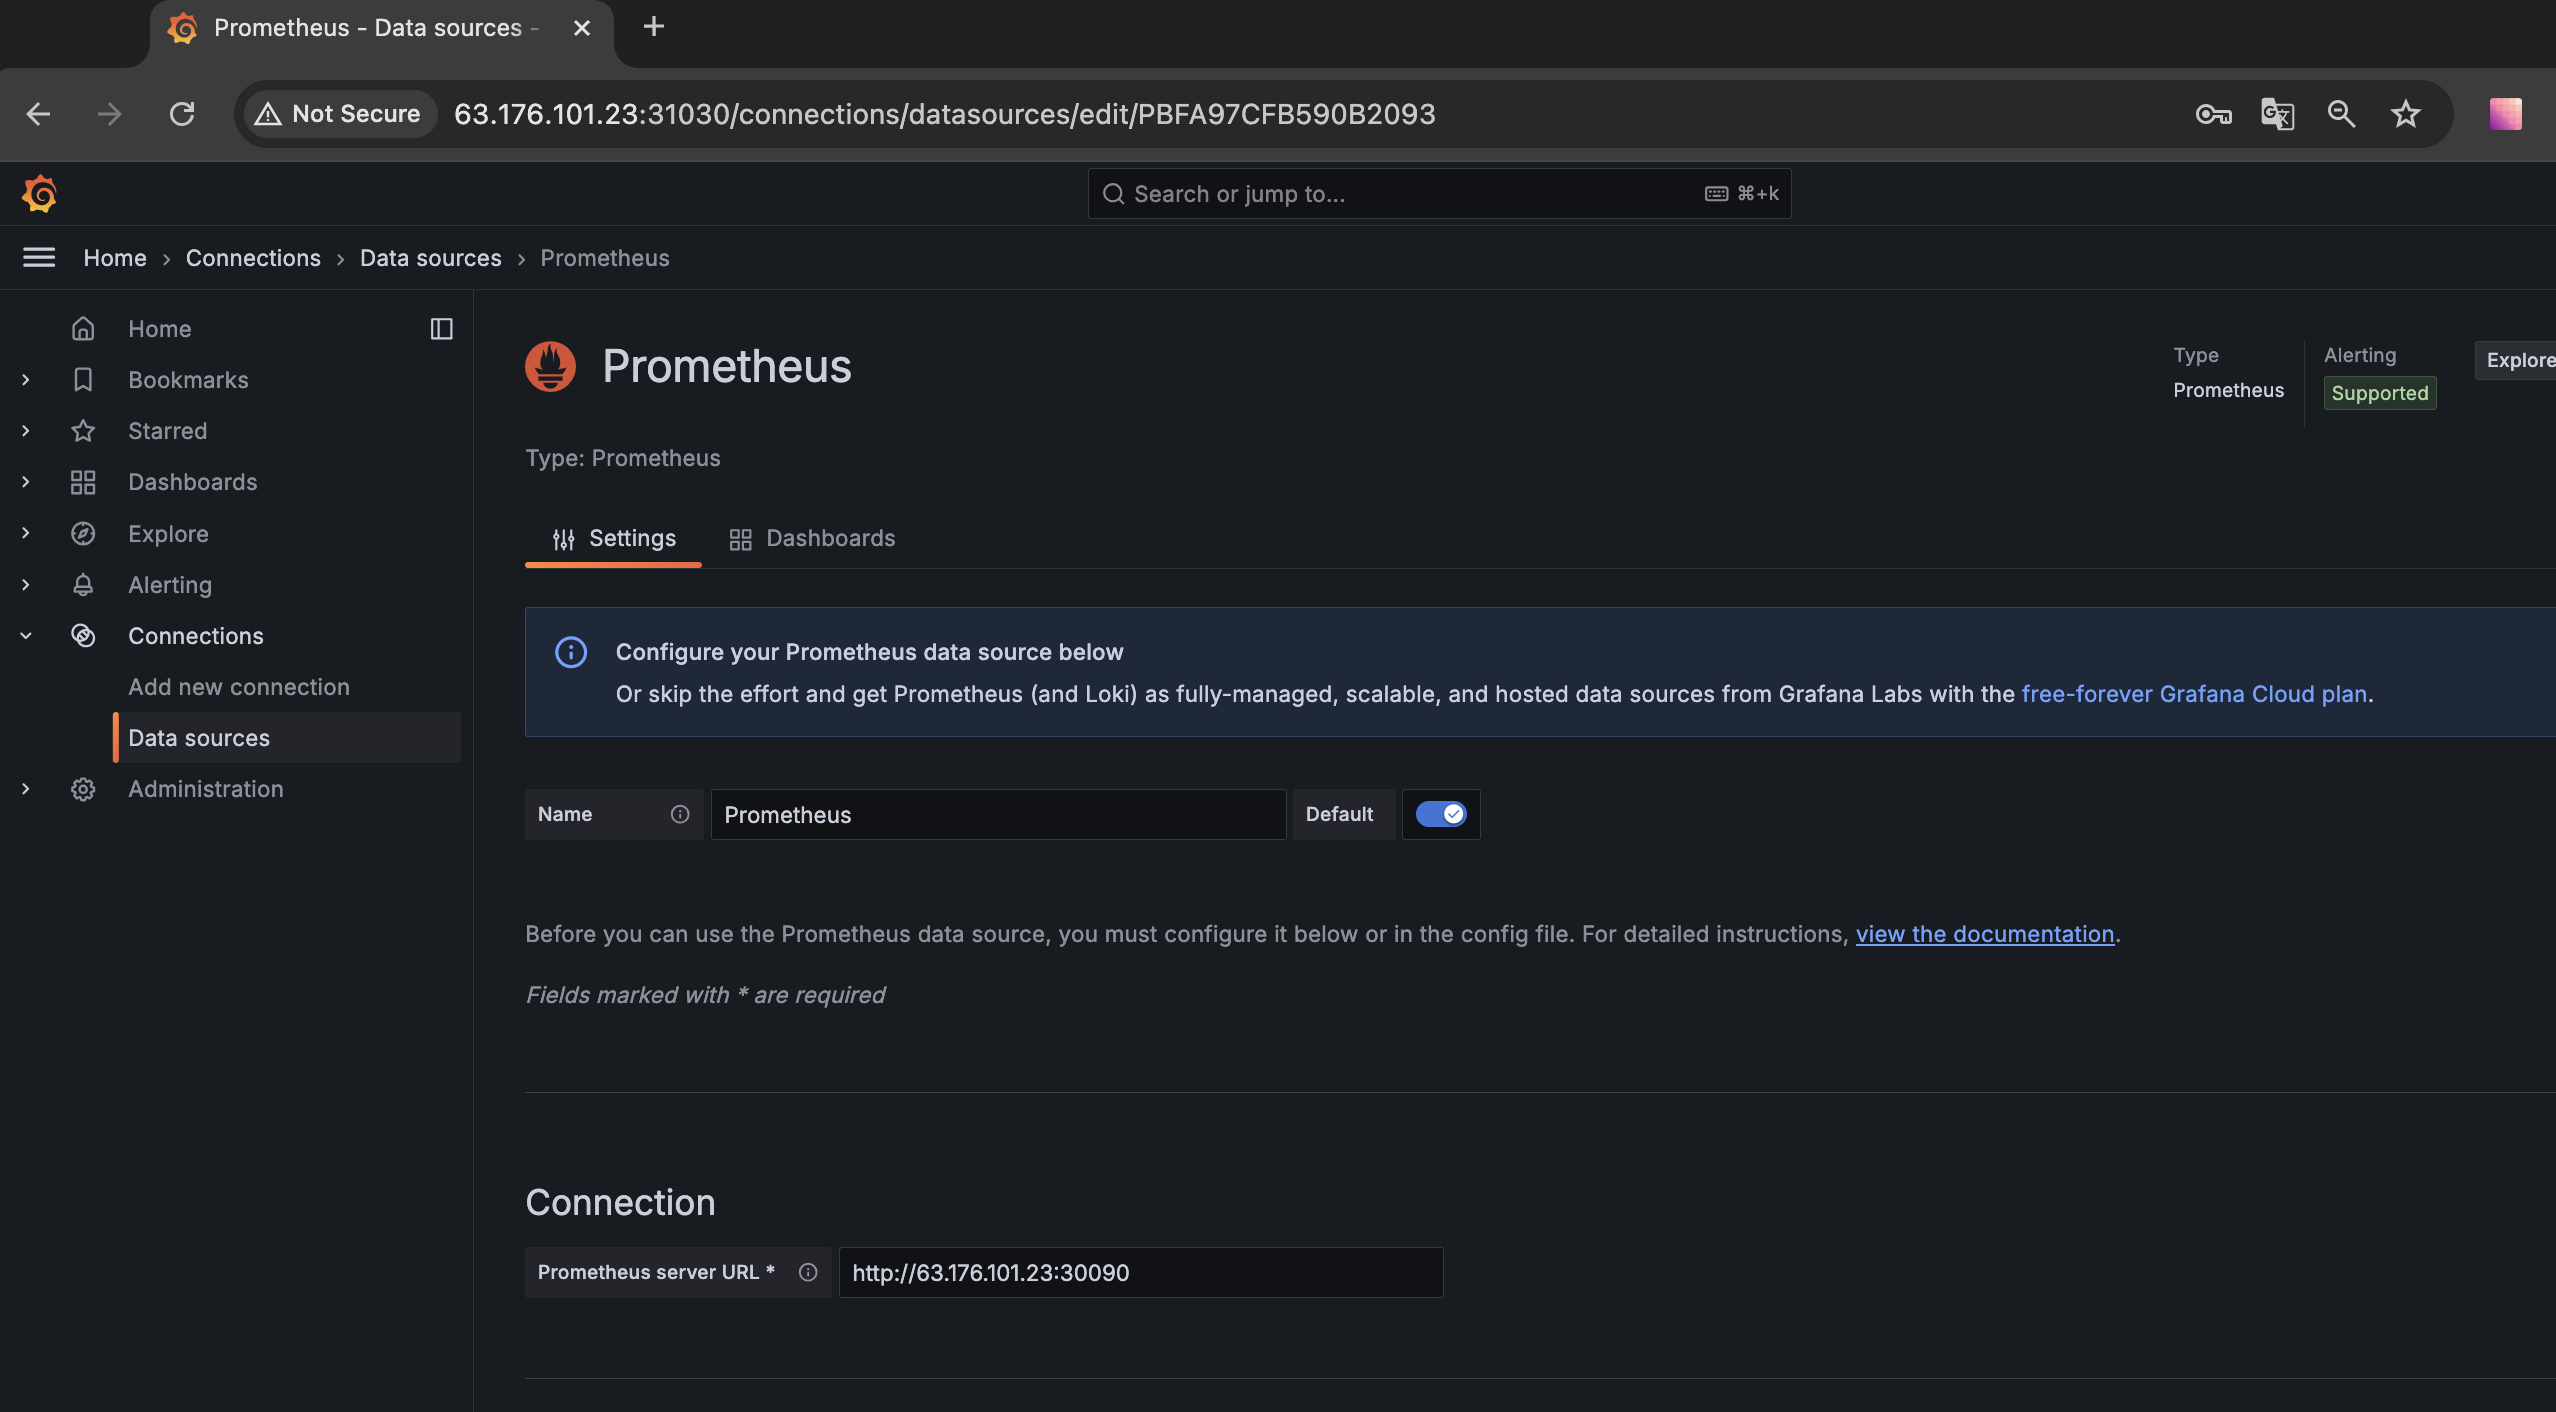 Prometheus - Data sources -
Not Secure 63.176.101.23:31030/connections/datasources/edit/PBFA97CFB590B2093
Search or jump to... ⌘+k
Home › Connections › Data sources › Prometheus
Home
Bookmarks
Starred
Dashboards
Explore
Alerting
Connections
Add new connection
Data sources
Administration
Prometheus
Type
Prometheus
Alerting
Supported
Explore
Type: Prometheus
Settings Dashboards
Configure your Prometheus data source below
Or skip the effort and get Prometheus (and Loki) as fully-managed, scalable, and hosted data sources from Grafana Labs with the free-forever Grafana Cloud plan.
Name Prometheus Default
Before you can use the Prometheus data source, you must configure it below or in the config file. For detailed instructions, view the documentation.
Fields marked with * are required
Connection
Prometheus server URL * http://63.176.101.23:30090